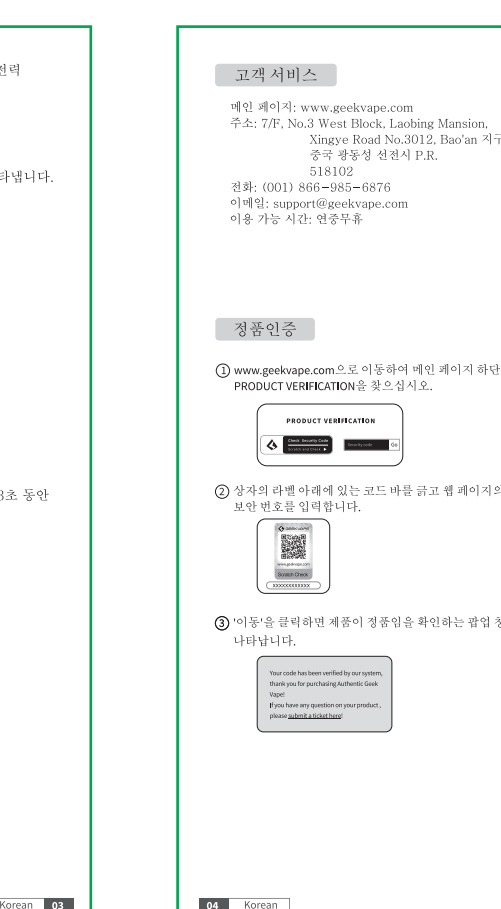 전력
타냅니다.
3초 동안
Korean 03
고객 서비스
메인 페이지: www.geekvape.com
주소: 7/F, No.3 West Block, Laobing Mansion,
Xingye Road No.3012, Bao'an 지구
중국 광동성 선전시 P.R.
518102
전화: (001) 866-985-6876
이메일: support@geekvape.com
이용 가능 시간: 연중무휴
정품인증
① www.geekvape.com으로 이동하여 메인 페이지 하단
PRODUCT VERIFICATION을 찾으십시오.
PRODUCT VERIFICATION
Check Security Code
Scratch and Check ▶
Security code
Go
② 상자의 라벨 아래에 있는 코드 바를 긁고 웹 페이지의
보안 번호를 입력합니다.
GEEK VAPE
www.geekvape.com
Scratch Check
XXXXXXXXXXXX
③ '이동'을 클릭하면 제품이 정품임을 확인하는 팝업 창
나타납니다.
Your code has been verified by our system,
thank you for purchasing Authentic Geek
Vape!
If you have any question on your product ,
please submit a ticket here!
04 Korean